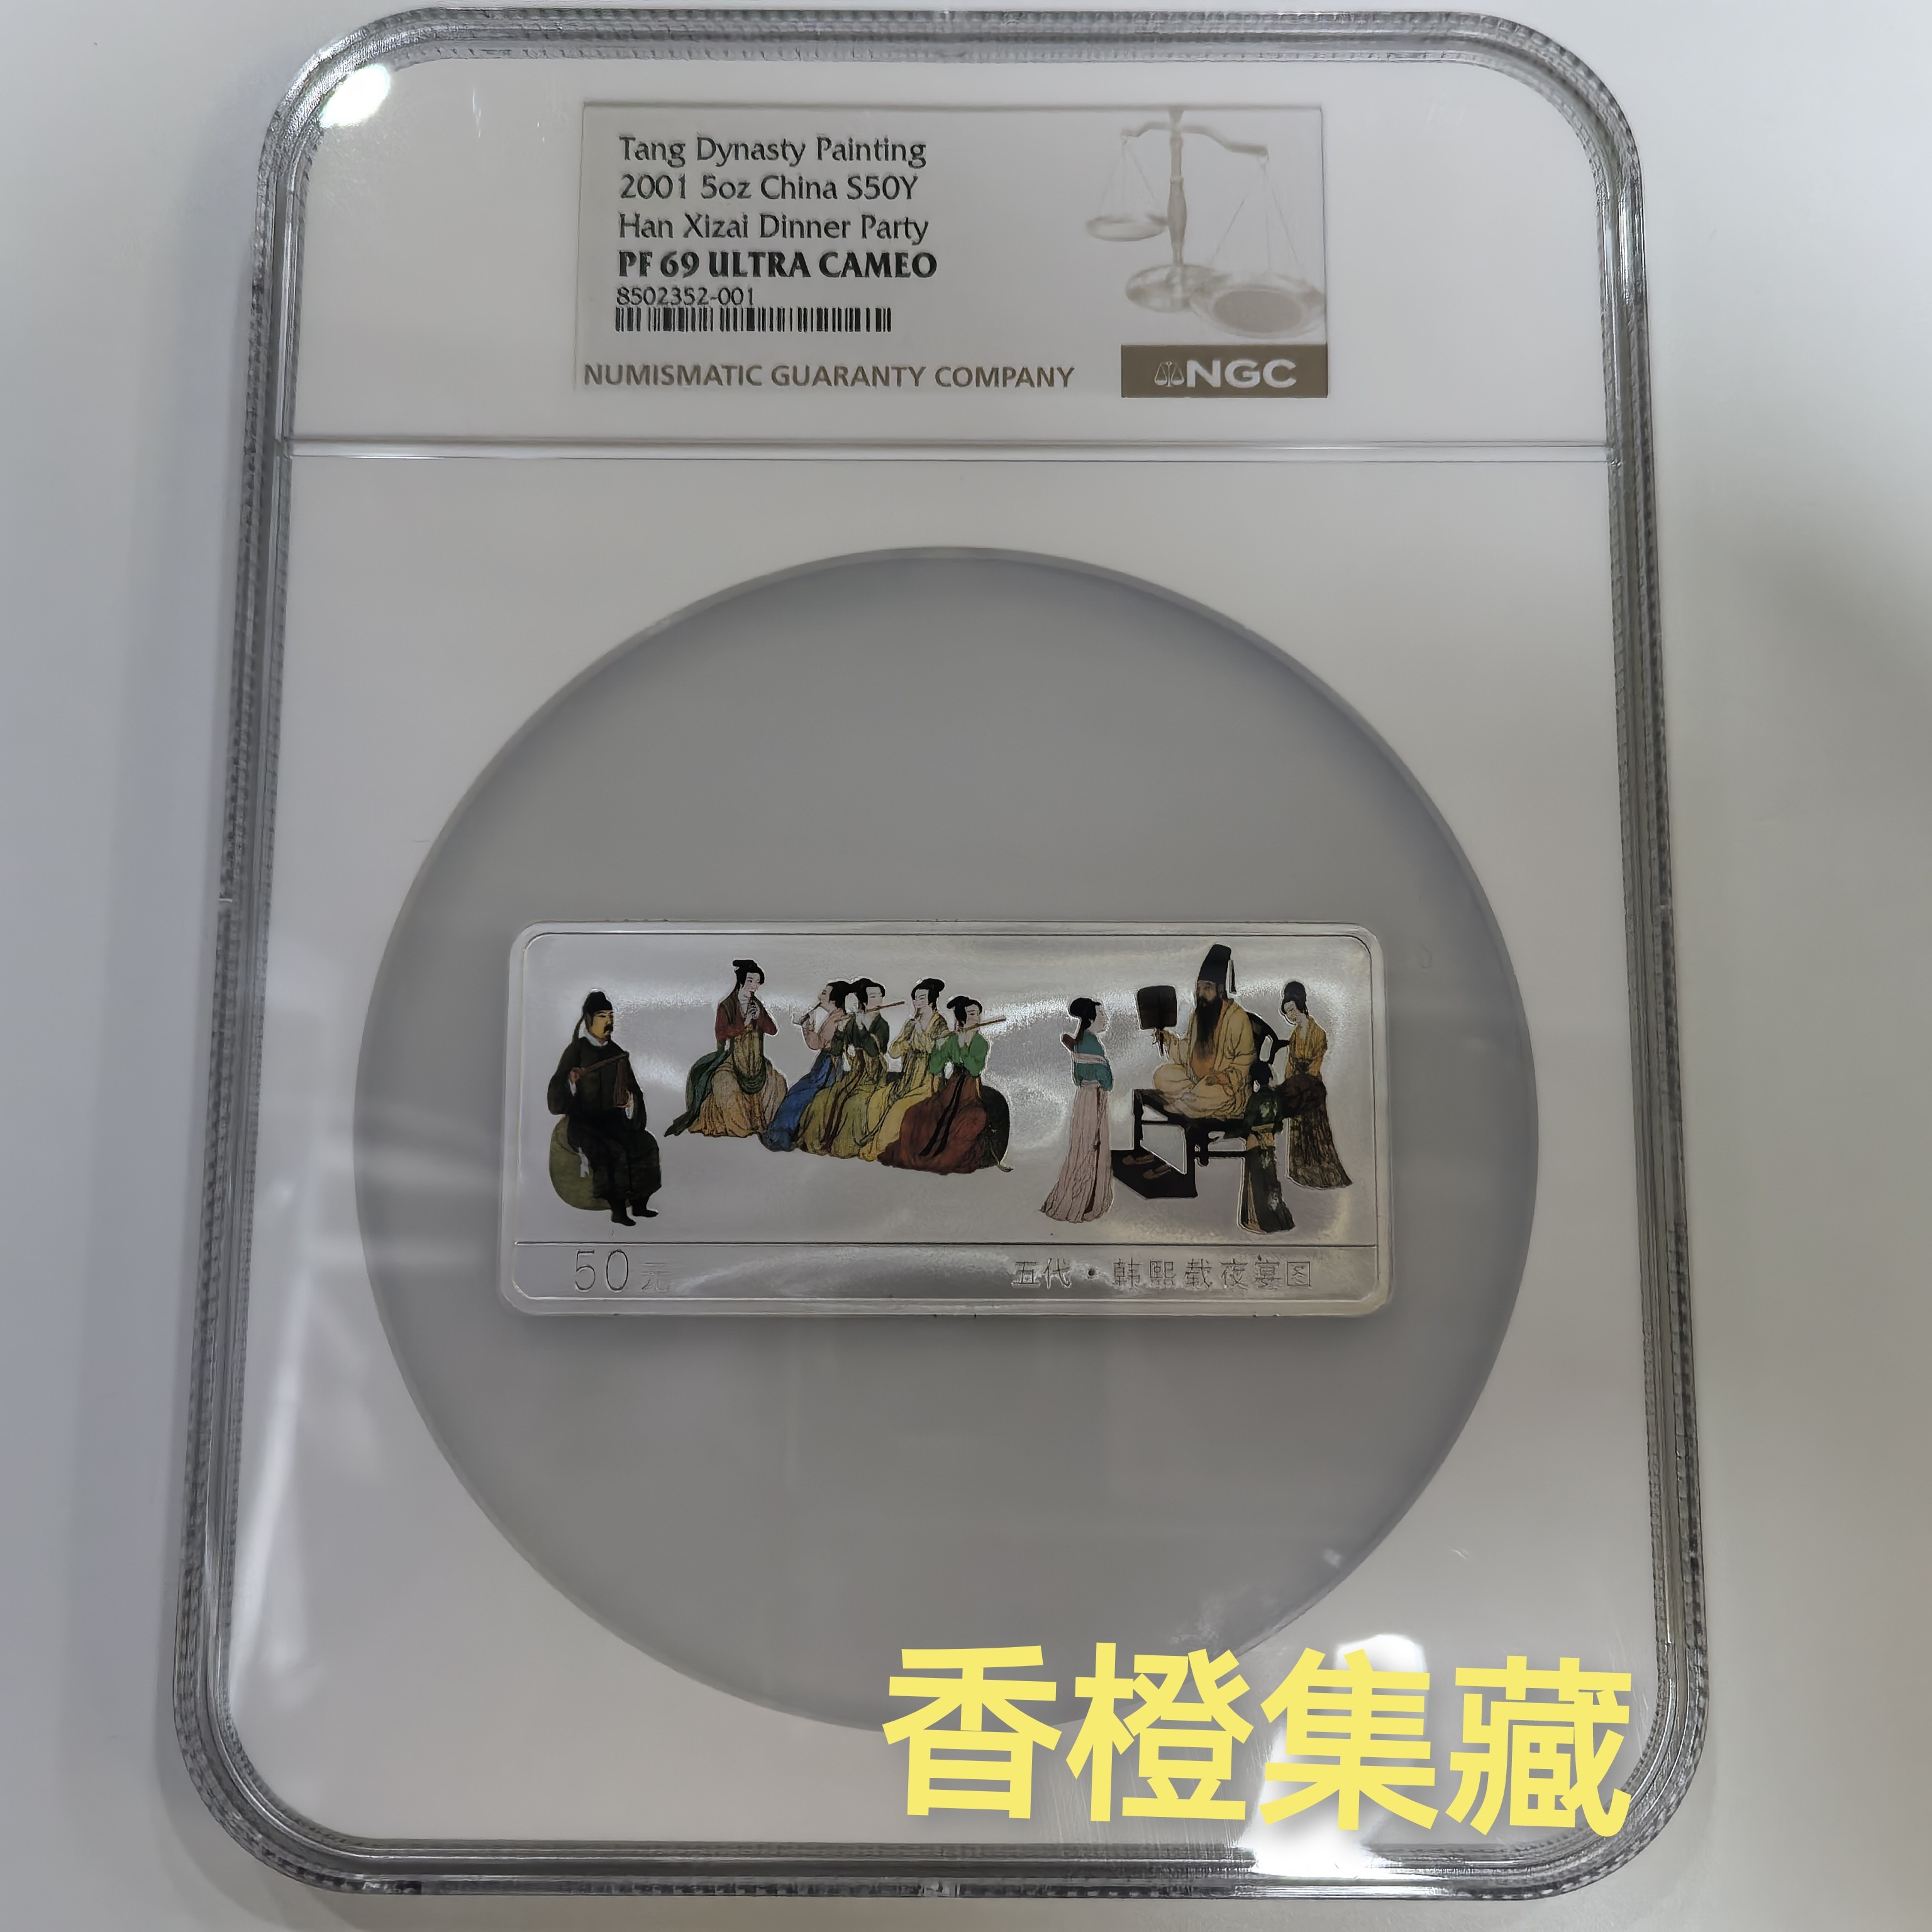 Tang Dynasty Painting
2001 5oz China S50Y
Han Xizai Dinner Party
PF 69 ULTRA CAMEO
8502352-001
NUMISMATIC GUARANTY COMPANY
NGC
50元
五代·韩熙载夜宴图
香橙集藏